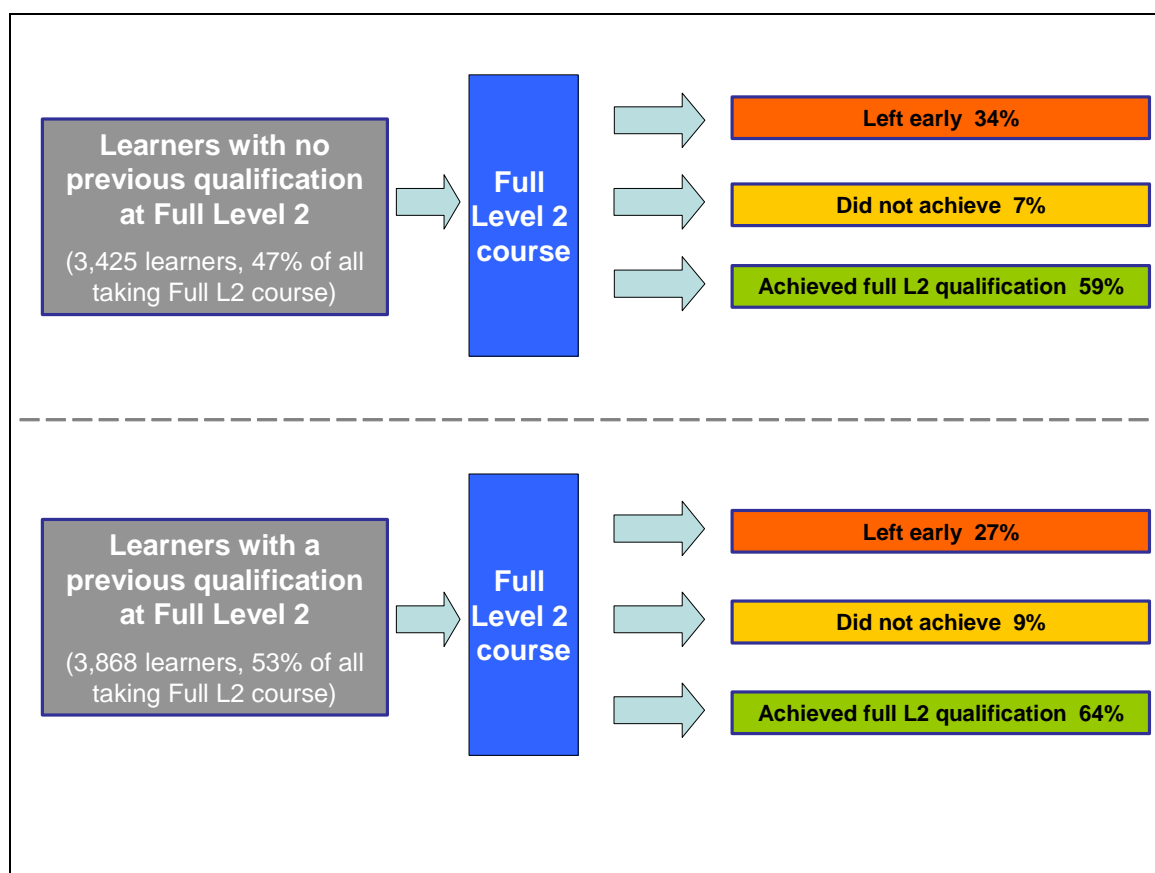 Learners with no
previous qualification
at Full Level 2
(3,425 learners, 47% of all
taking Full L2 course)
Full
Level 2
course
Left early 34%
Did not achieve 7%
Achieved full L2 qualification 59%
Learners with a
previous qualification
at Full Level 2
(3,868 learners, 53% of all
taking Full L2 course)
Full
Level 2
course
Left early 27%
Did not achieve 9%
Achieved full L2 qualification 64%